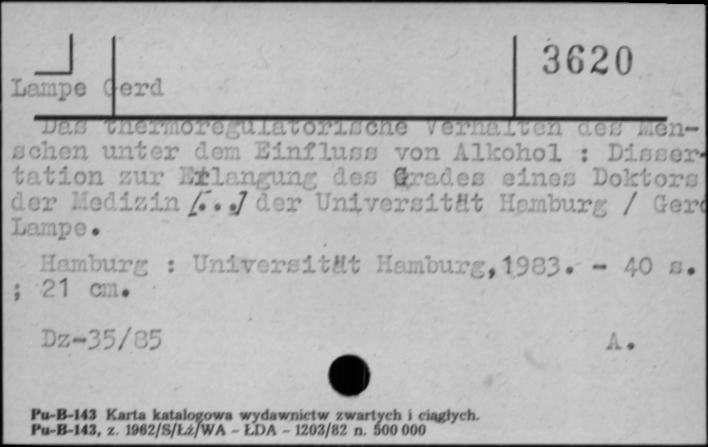 3620
Lampe Gerd
Das thermoregulatorische Verhalten des Men-
schen unter dem Einfluss von Alkohol : Disser-
tation zur Erlangung des Grades eines Doktors
der Medizin [...] der Universität Hamburg / Gerd
Lampe.
Hamburg : Universität Hamburg, 1983. - 40 s.
; 21 cm.
Dz-35/85 A.
Pu-B-143 Karta katalogowa wydawnictw zwartych i ciągłych.
Pu-B-143, z. 1962/S/Łż/WA - ŁDA - 1203/82 n. 500 000